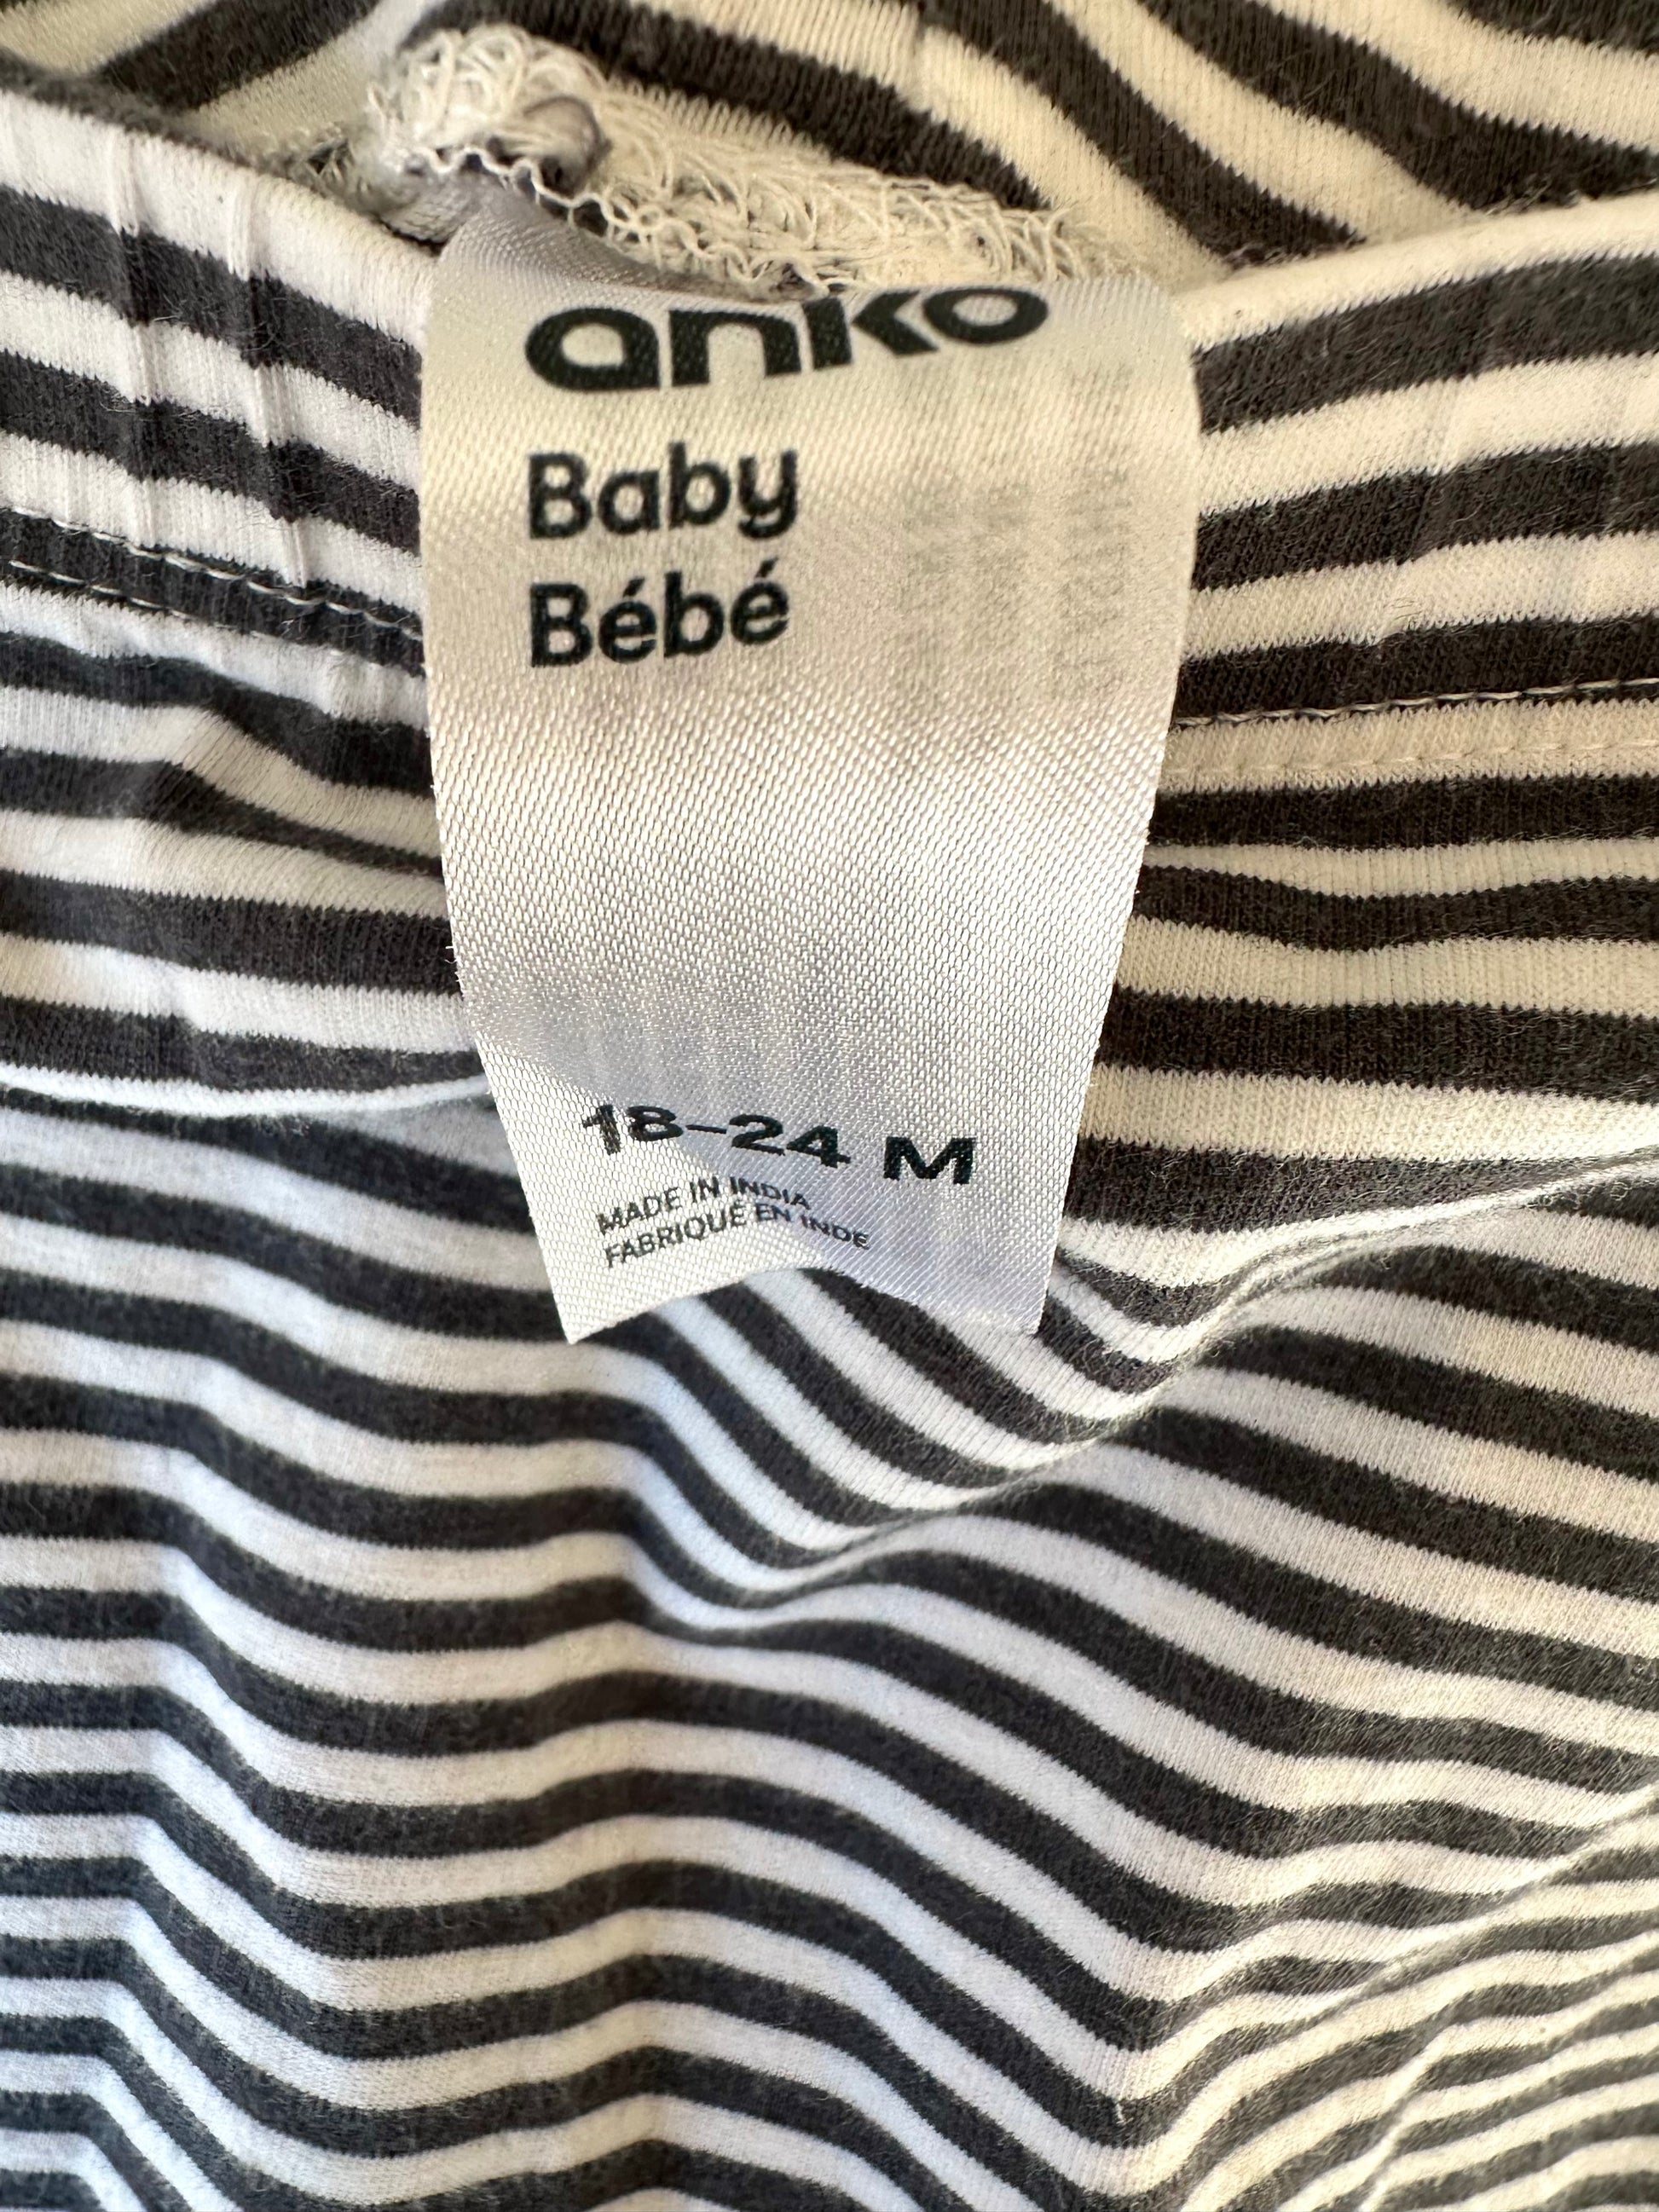 anko
Baby
Bébé
18-24 M
MADE IN INDIA
FABRIQUÉ EN INDE